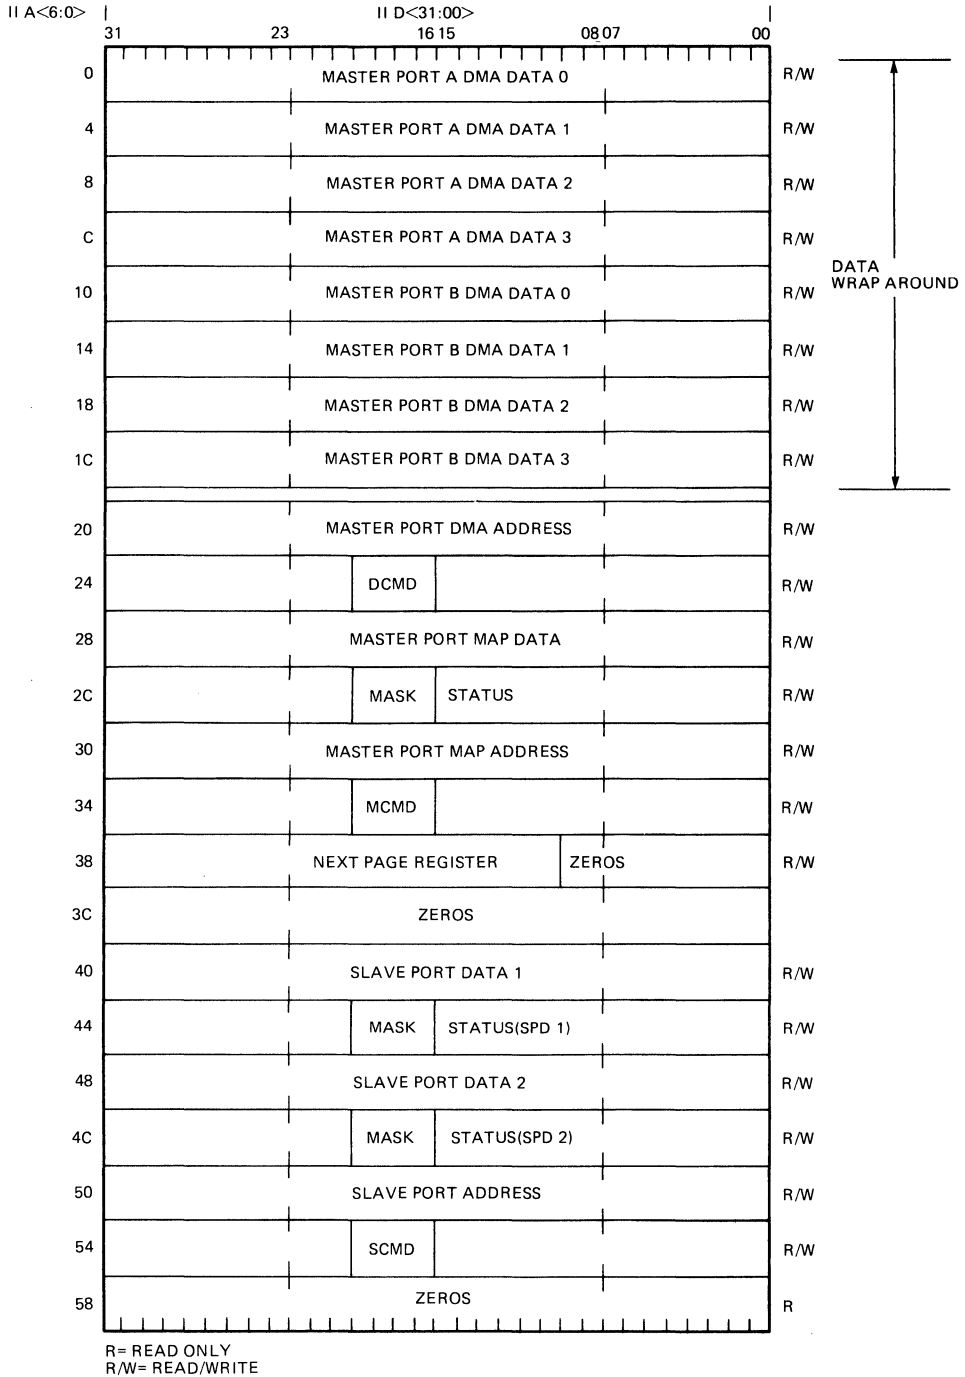 II A<6:0> II D<31:00>
31 23 16 15 08 07 00
0 MASTER PORT A DMA DATA 0 R/W
4 MASTER PORT A DMA DATA 1 R/W
8 MASTER PORT A DMA DATA 2 R/W
C MASTER PORT A DMA DATA 3 R/W
DATA
WRAP AROUND
10 MASTER PORT B DMA DATA 0 R/W
14 MASTER PORT B DMA DATA 1 R/W
18 MASTER PORT B DMA DATA 2 R/W
1C MASTER PORT B DMA DATA 3 R/W
20 MASTER PORT DMA ADDRESS R/W
24 DCMD R/W
28 MASTER PORT MAP DATA R/W
2C MASK STATUS R/W
30 MASTER PORT MAP ADDRESS R/W
34 MCMD R/W
38 NEXT PAGE REGISTER ZEROS R/W
3C ZEROS
40 SLAVE PORT DATA 1 R/W
44 MASK STATUS(SPD 1) R/W
48 SLAVE PORT DATA 2 R/W
4C MASK STATUS(SPD 2) R/W
50 SLAVE PORT ADDRESS R/W
54 SCMD R/W
58 ZEROS R
R= READ ONLY
R/W= READ/WRITE